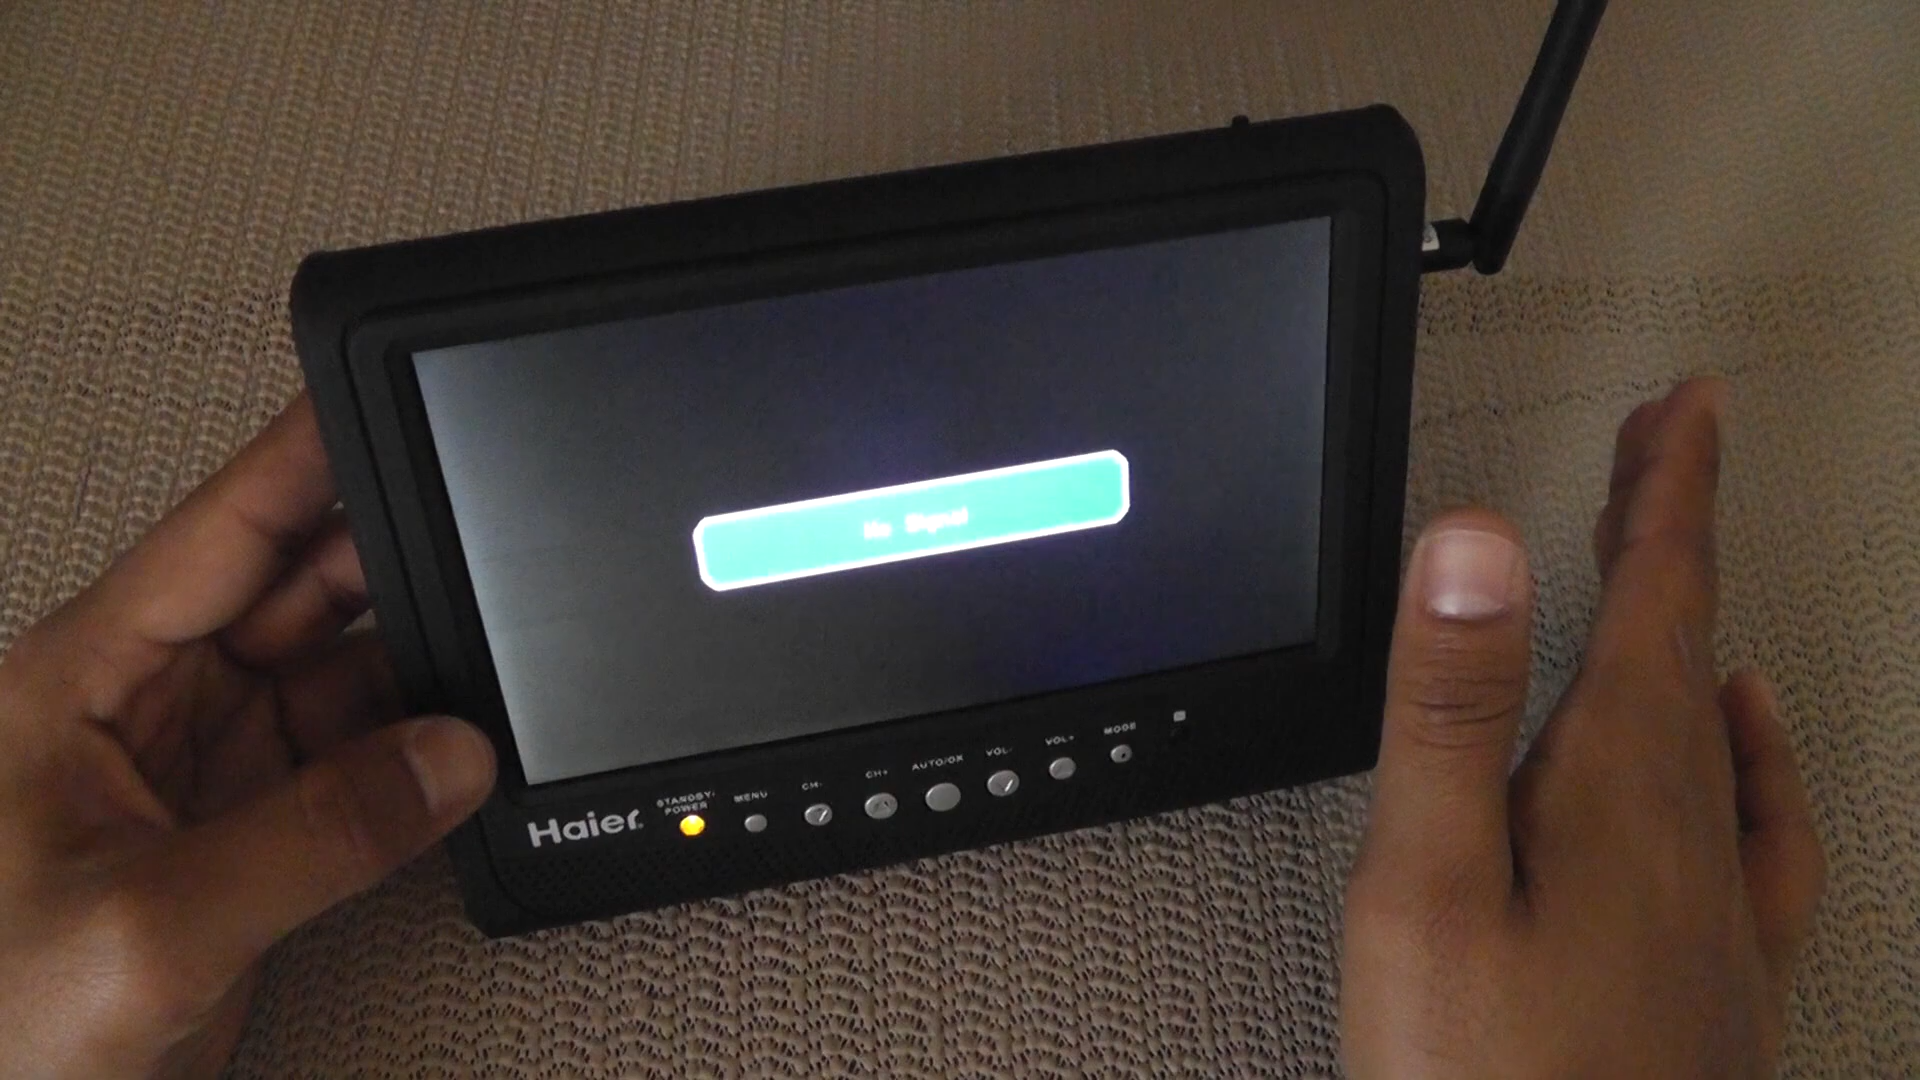 No Signal
Haier
STANDBY/
POWER
MENU
CH-
CH+
AUTO/OK
VOL-
VOL+
MODE